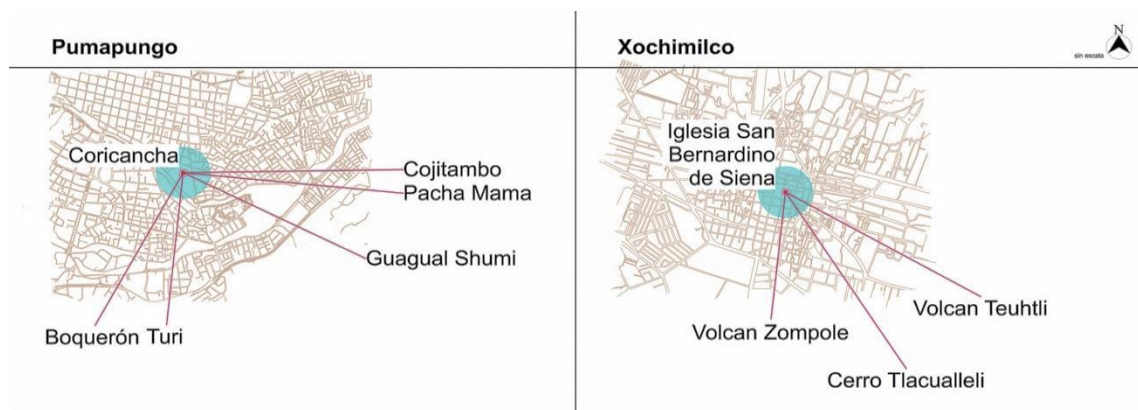 Pumapungo
Coricancha
Cojitambo
Pacha Mama
Guagual Shumi
Boquerón Turi
Xochimilco
N
sin escala
Iglesia San
Bernardino
de Siena
Volcan Teuhtli
Volcan Zompole
Cerro Tlacualleli